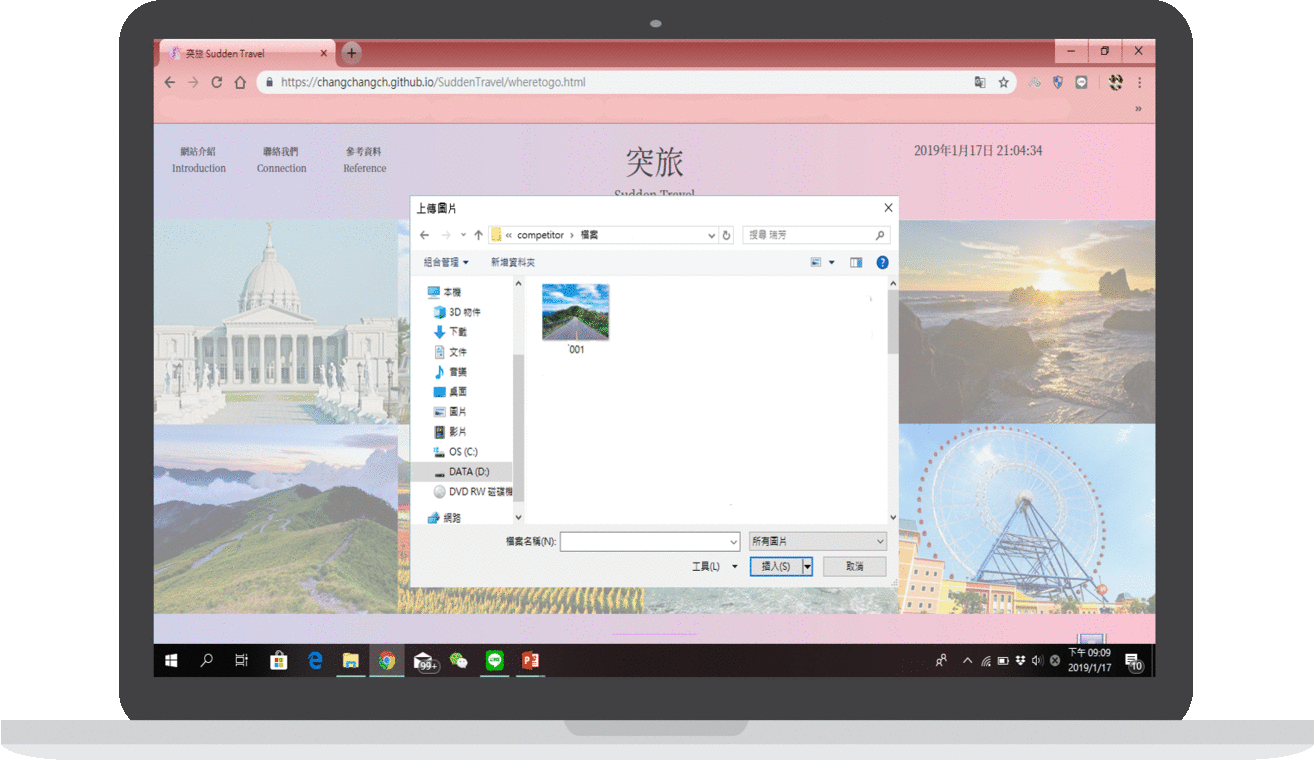 突旅 Sudden Travel
https://changchangch.github.io/SuddenTravel/wheretogo.html
網站介紹 聯絡我們 參考資料
Introduction Connection Reference
突旅
Sudden Travel
2019年1月17日 21:04:34
上傳圖片
« competitor › 檔案
搜尋 瑞芳
組合管理 新增資料夾
本機
3D 物件
下載
文件
音樂
桌面
圖片
影片
OS (C:)
DATA (D:)
DVD RW 磁碟機
網路
`001
檔案名稱(N):
所有圖片
工具(L) 插入(S) 取消
99+
下午 09:09
2019/1/17
10